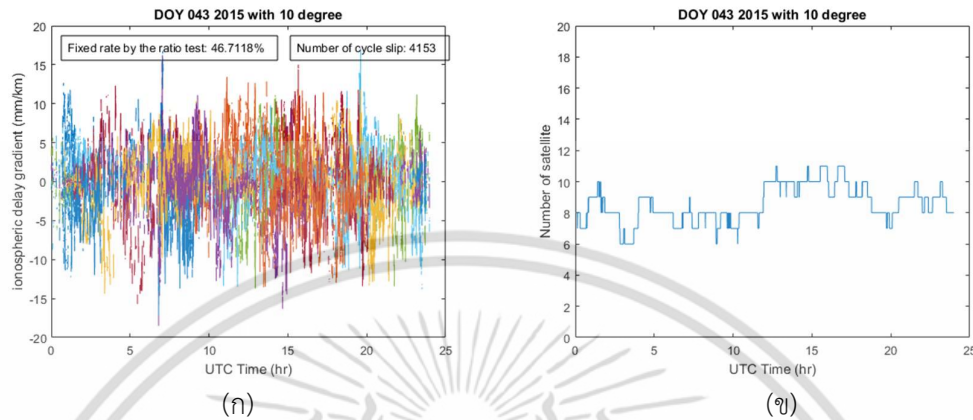 DOY 043 2015 with 10 degree
Fixed rate by the ratio test: 46.7118%
Number of cycle slip: 4153
ionospheric delay gradient (mm/km)
20
15
10
5
0
-5
-10
-15
-20
0 5 10 15 20 25
UTC Time (hr)
(ก)
DOY 043 2015 with 10 degree
Number of satellite
20
18
16
14
12
10
8
6
4
2
0
0 5 10 15 20 25
UTC Time (hr)
(ข)